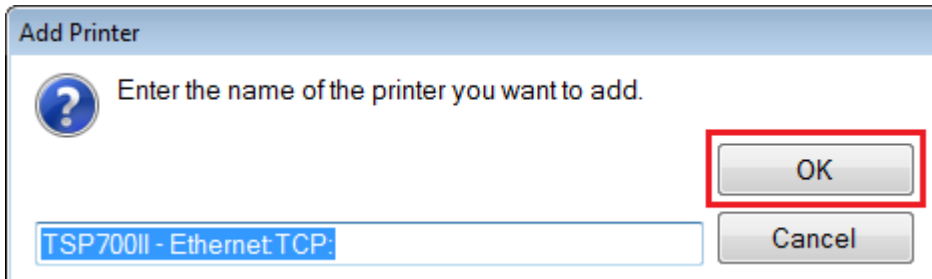 Add Printer
Enter the name of the printer you want to add.
OK
TSP700II - Ethernet:TCP:
Cancel